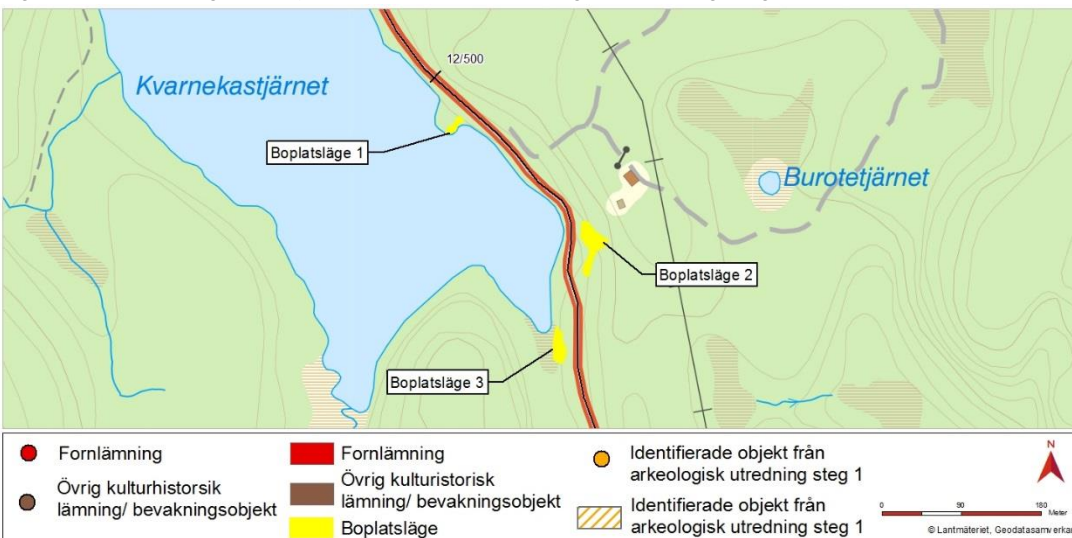 12/500
Kvarnekastjärnet
Boplatsläge 1
Burotetjärnet
Boplatsläge 2
Boplatsläge 3
Fornlämning
Övrig kulturhistorsik
lämning/ bevakningsobjekt
Fornlämning
Övrig kulturistorisk
lämning/ bevakningsobjekt
Boplatsläge
Identifierade objekt från
arkeologisk utredning steg 1
Identifierade objekt från
arkeologisk utredning steg 1
N
0 90 180
Meter
© Lantmäteriet, Geodatasamverkan